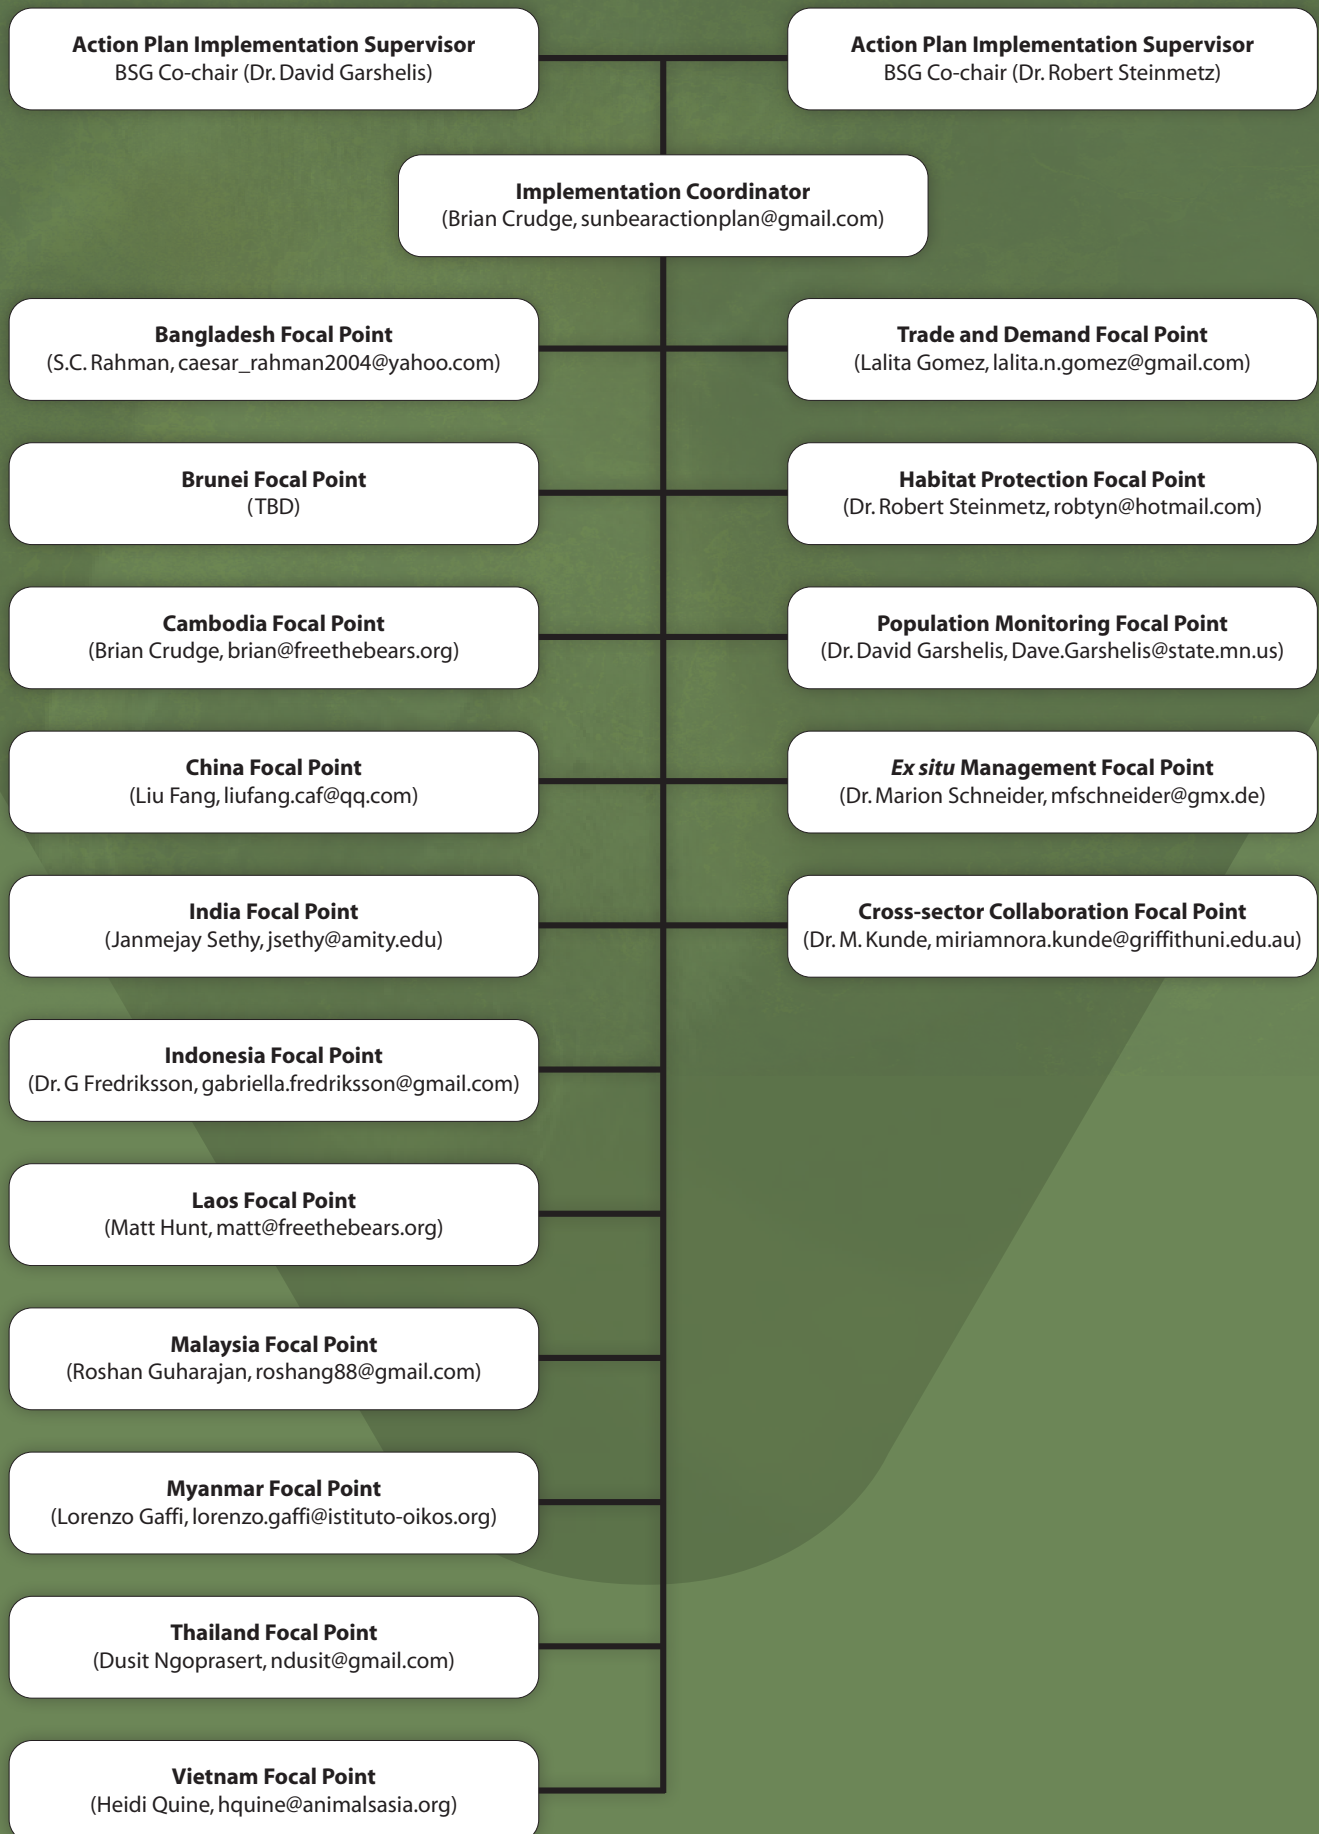 Action Plan Implementation Supervisor
BSG Co-chair (Dr. David Garshelis)
Action Plan Implementation Supervisor
BSG Co-chair (Dr. Robert Steinmetz)
Implementation Coordinator
(Brian Crudge, sunbearactionplan@gmail.com)
Bangladesh Focal Point
(S.C. Rahman, caesar_rahman2004@yahoo.com)
Trade and Demand Focal Point
(Lalita Gomez, lalita.n.gomez@gmail.com)
Brunei Focal Point
(TBD)
Habitat Protection Focal Point
(Dr. Robert Steinmetz, robtyn@hotmail.com)
Cambodia Focal Point
(Brian Crudge, brian@freethebears.org)
Population Monitoring Focal Point
(Dr. David Garshelis, Dave.Garshelis@state.mn.us)
China Focal Point
(Liu Fang, liufang.caf@qq.com)
Ex situ Management Focal Point
(Dr. Marion Schneider, mfschneider@gmx.de)
India Focal Point
(Janmejay Sethy, jsethy@amity.edu)
Cross-sector Collaboration Focal Point
(Dr. M. Kunde, miriamnora.kunde@griffithuni.edu.au)
Indonesia Focal Point
(Dr. G Fredriksson, gabriella.fredriksson@gmail.com)
Laos Focal Point
(Matt Hunt, matt@freethebears.org)
Malaysia Focal Point
(Roshan Guharajan, roshang88@gmail.com)
Myanmar Focal Point
(Lorenzo Gaffi, lorenzo.gaffi@istituto-oikos.org)
Thailand Focal Point
(Dusit Ngoprasert, ndusit@gmail.com)
Vietnam Focal Point
(Heidi Quine, hquine@animalsasia.org)